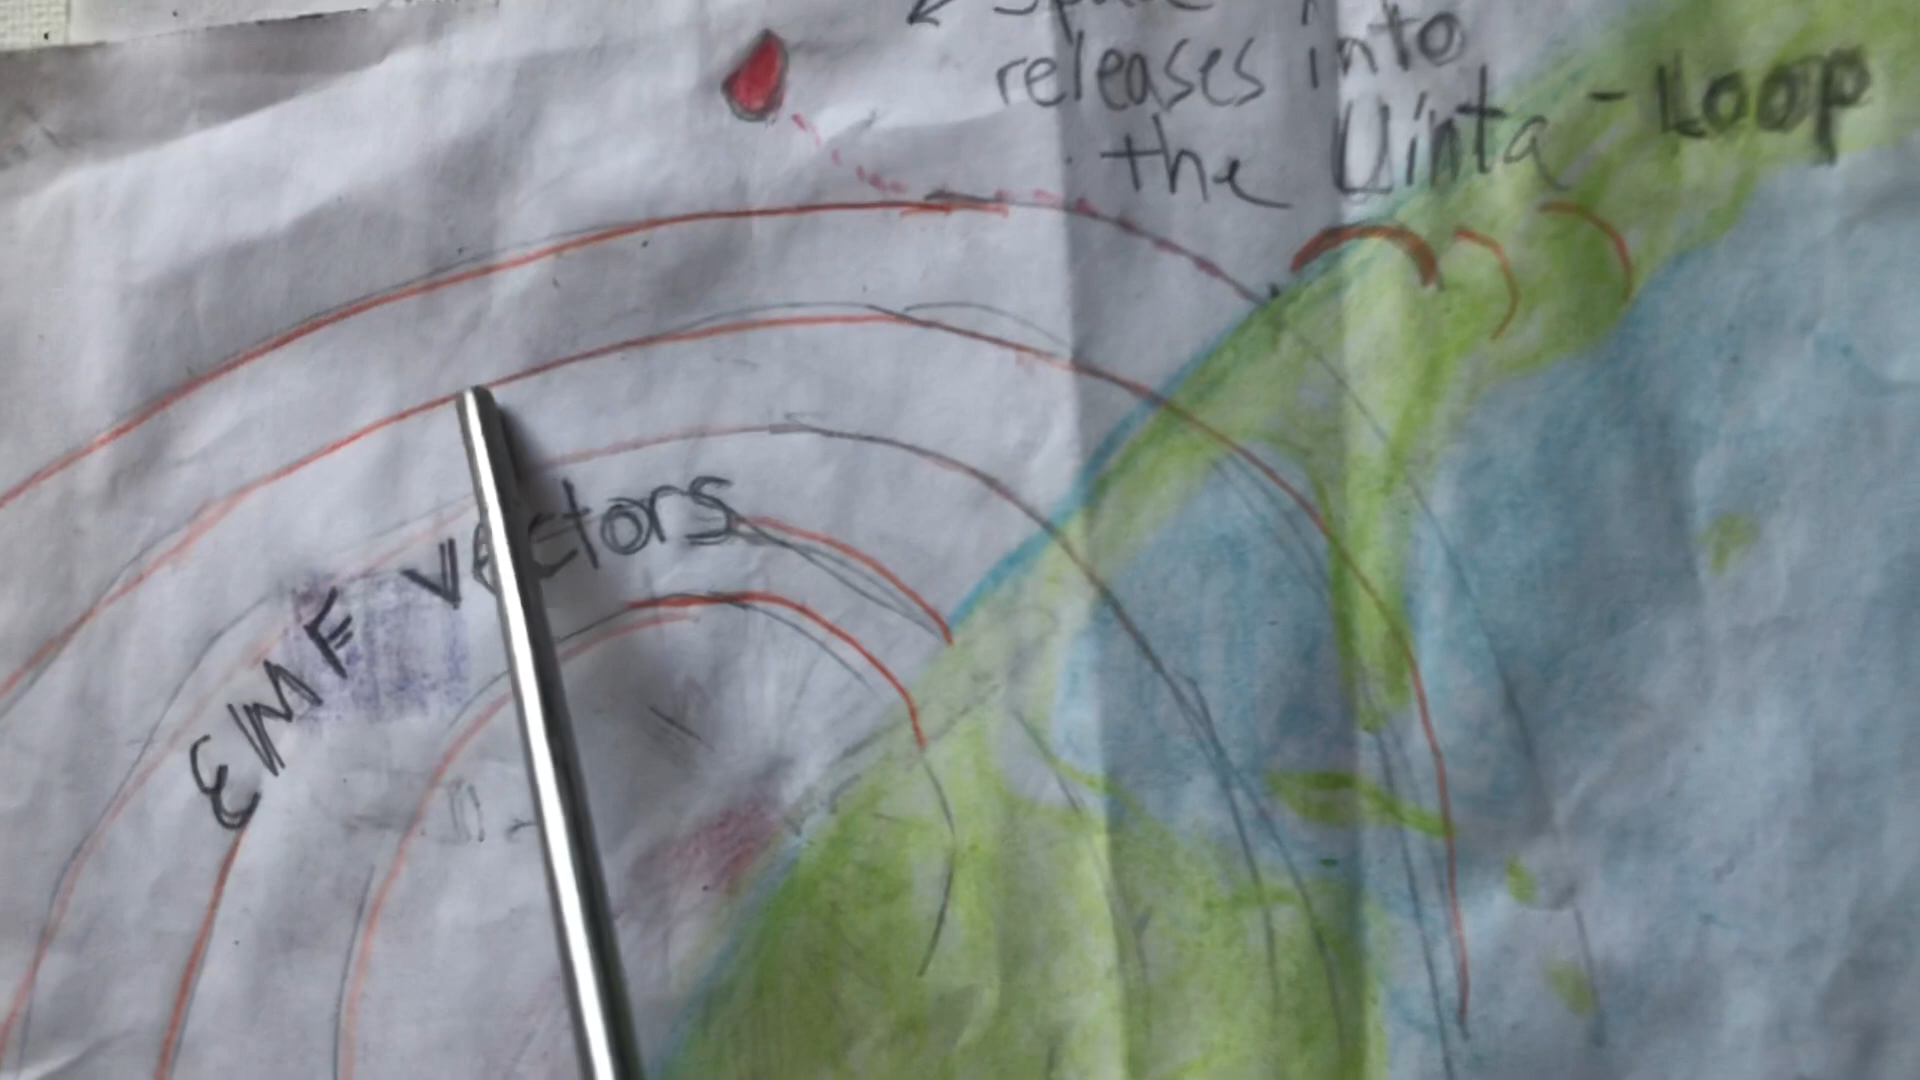 releases into
the Uinta-Loop
EMF vectors